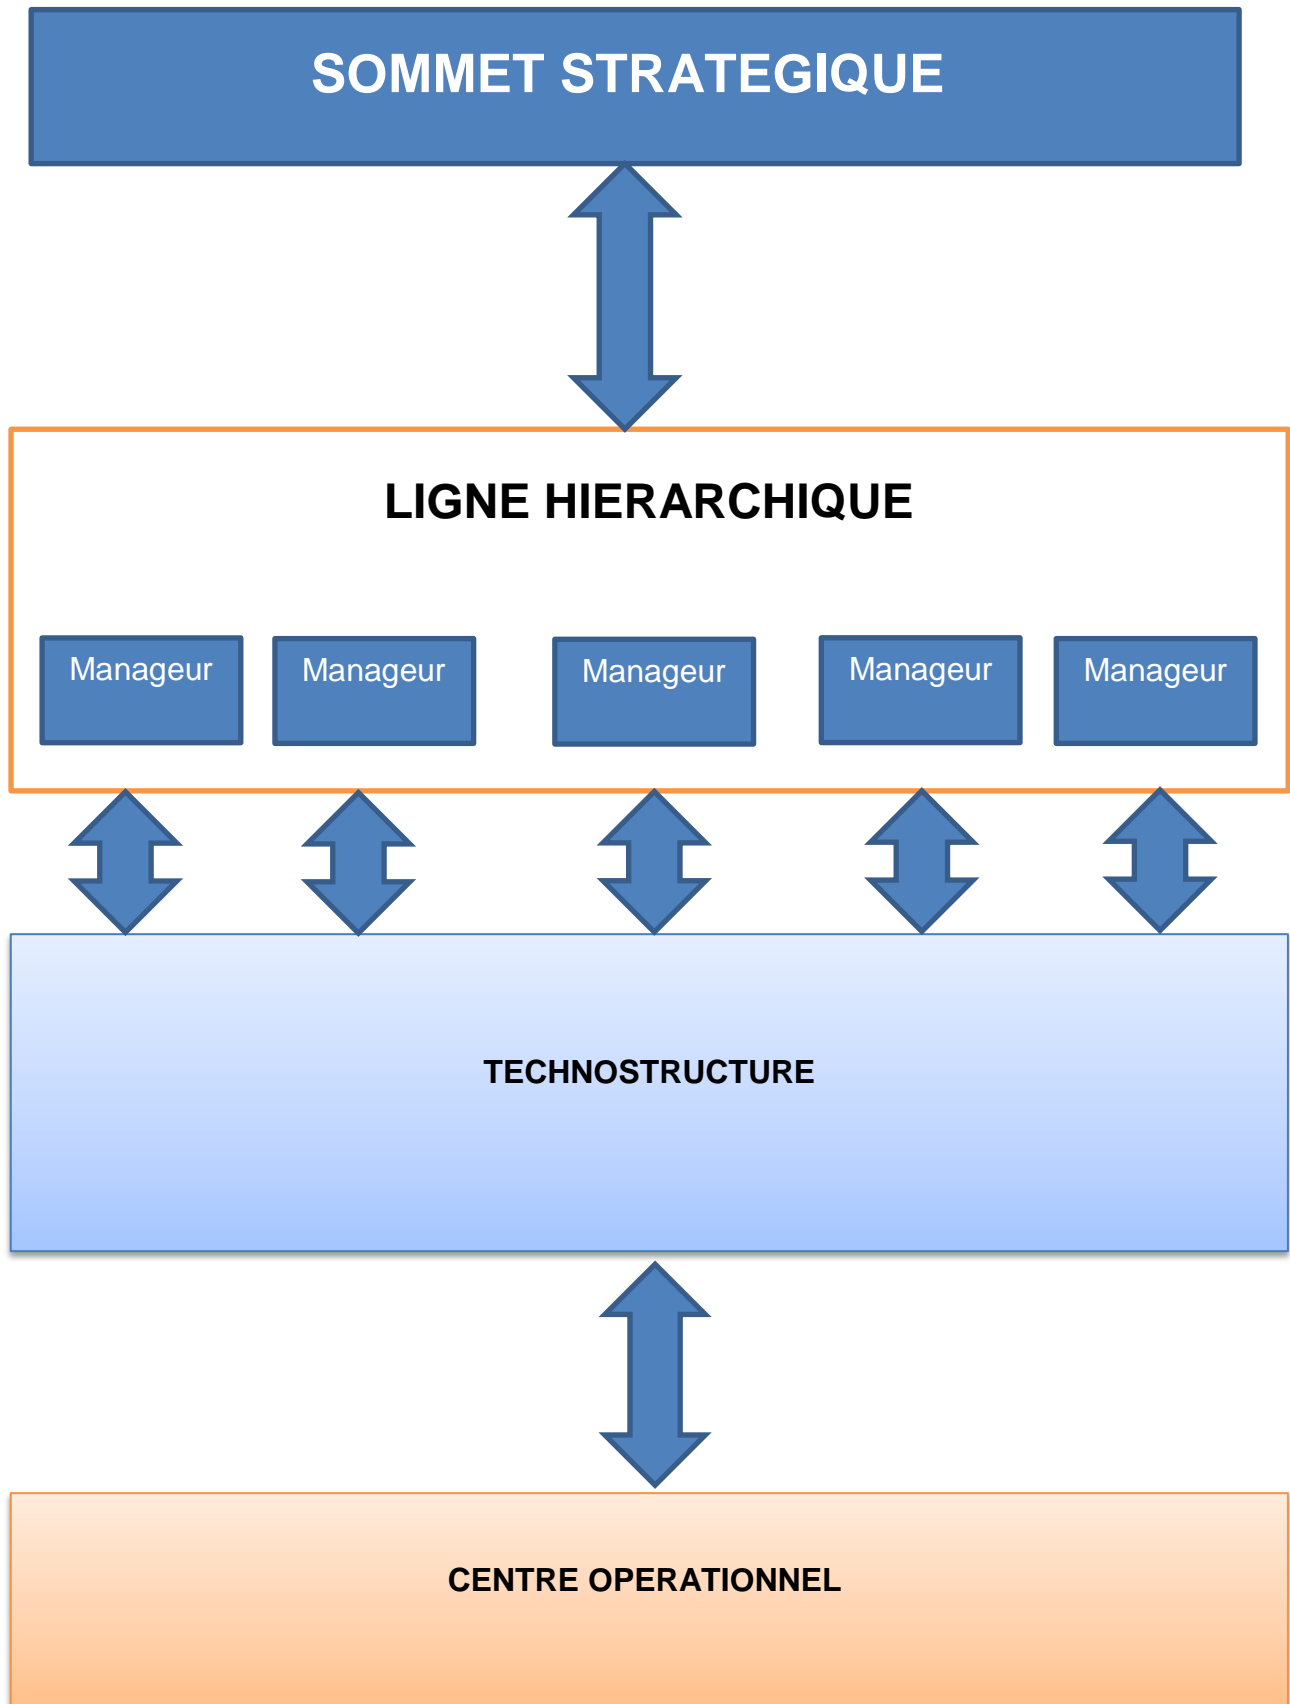 SOMMET STRATEGIQUE
LIGNE HIERARCHIQUE
Manageur Manageur Manageur Manageur Manageur
TECHNOSTRUCTURE
CENTRE OPERATIONNEL